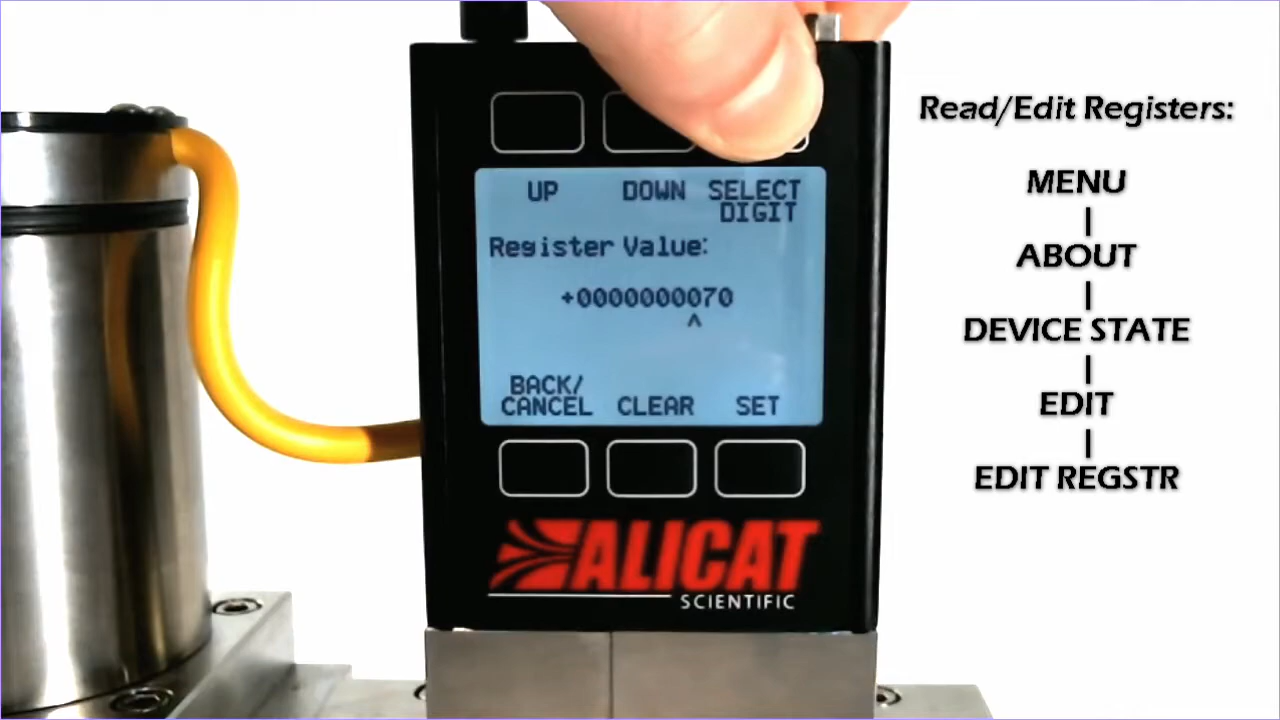 UP DOWN SELECT
DIGIT
Register Value:
+0000000070
^
BACK/
CANCEL CLEAR SET
ALICAT
SCIENTIFIC
Read/Edit Registers:
MENU
ABOUT
DEVICE STATE
EDIT
EDIT REGSTR